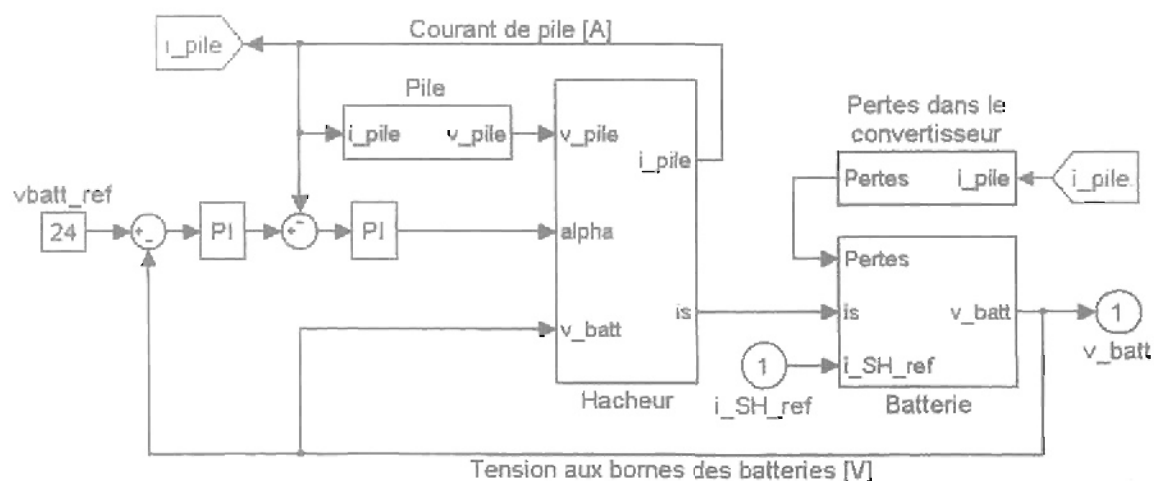 Courant de pile [A]
i_pile
Pile
i_pile v_pile
v_pile
i_pile
Pertes dans le
convertisseur
Pertes i_pile
i_pile
vbatt_ref
24
+
-
PI
+
-
PI
alpha
Pertes
is
is v_batt
1
v_batt
v_batt
1
i_SH_ref
i_SH_ref
Hacheur
Batterie
Tension aux bornes des batteries [V]